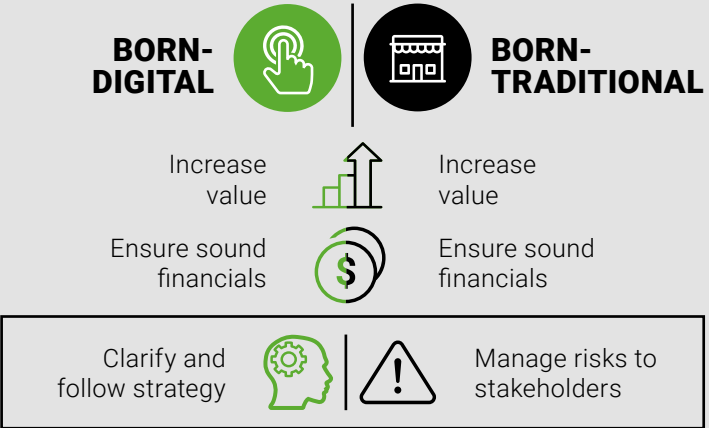 BORN-
DIGITAL
BORN-
TRADITIONAL
Increase
value
Increase
value
Ensure sound
financials
$
Ensure sound
financials
Clarify and
follow strategy
!
Manage risks to
stakeholders